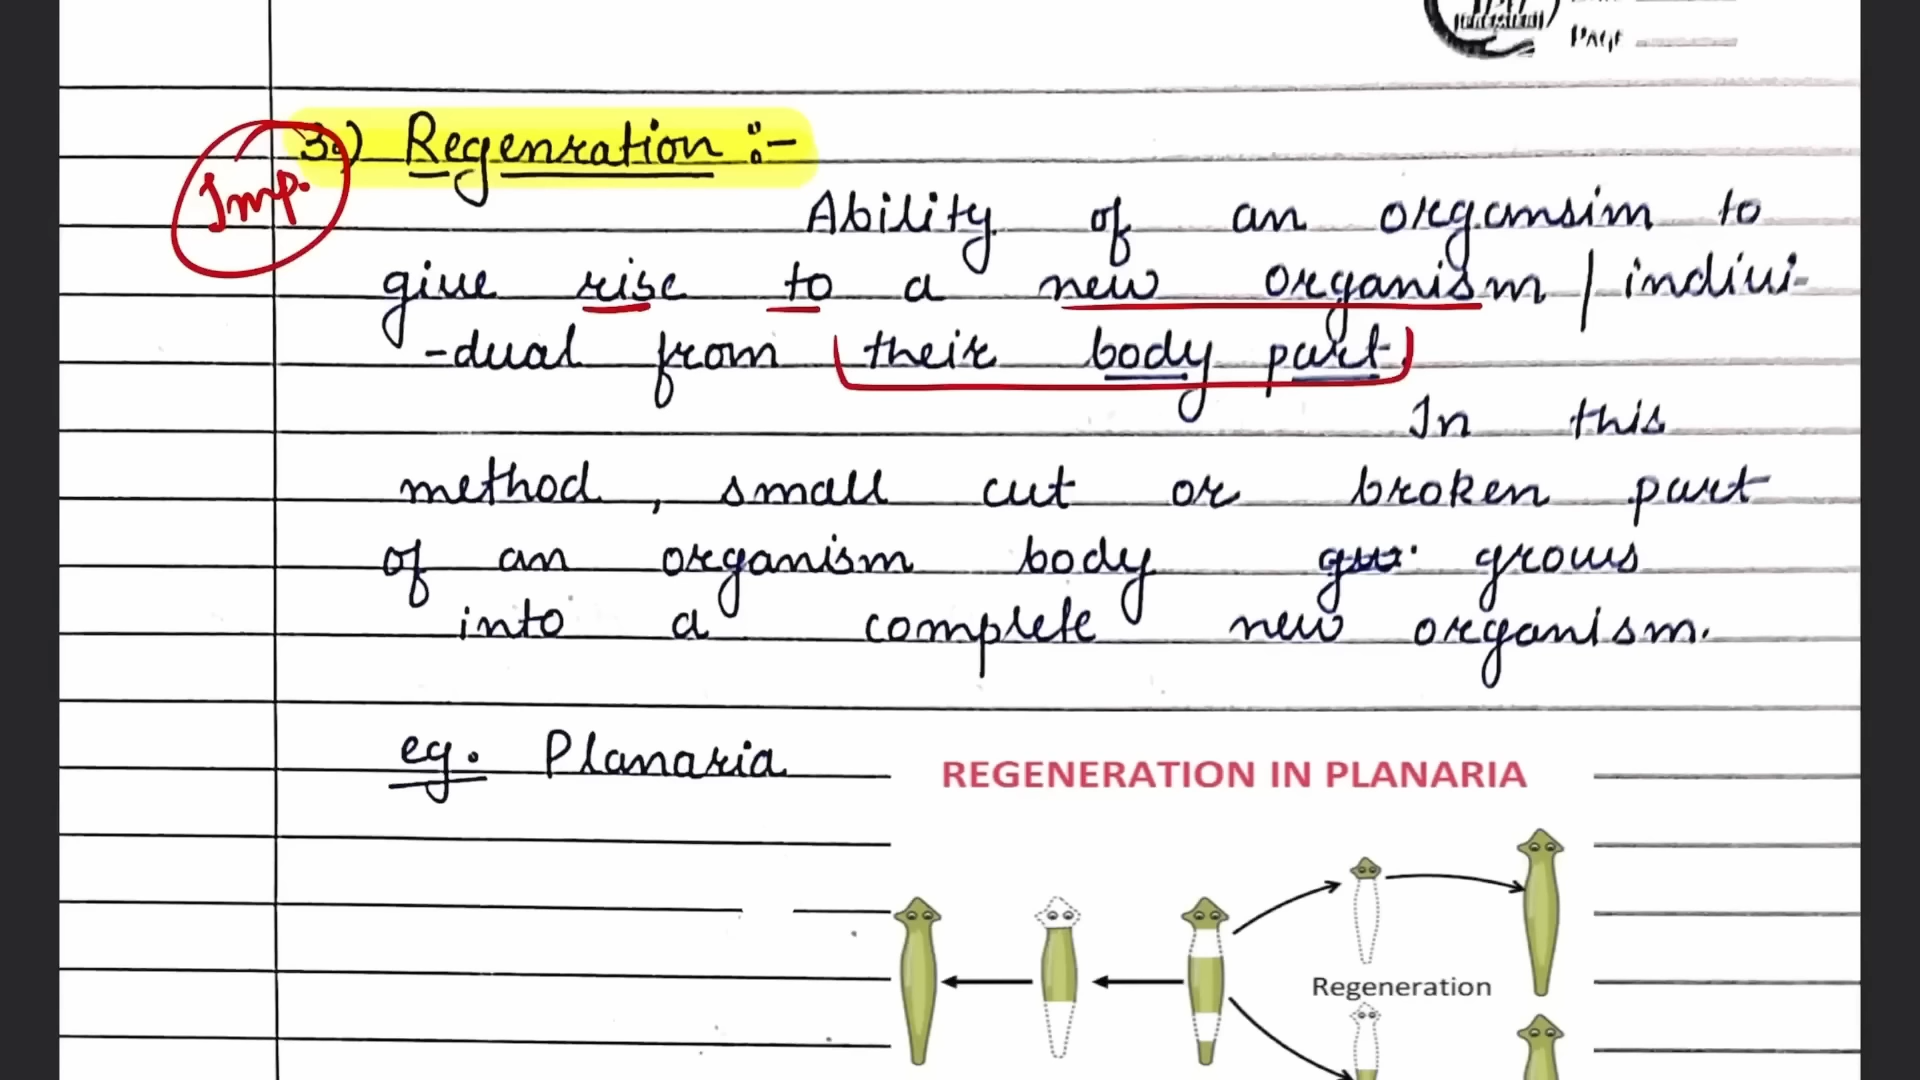 PAGE
3.) Regenration :-
Imp.
Ability of an organsim to
give rise to a new organism / indivi-
-dual from their body part
In this
method, small cut or broken part
of an organism body grows
into a complete new organism.
eg. Planaria
REGENERATION IN PLANARIA
Regeneration